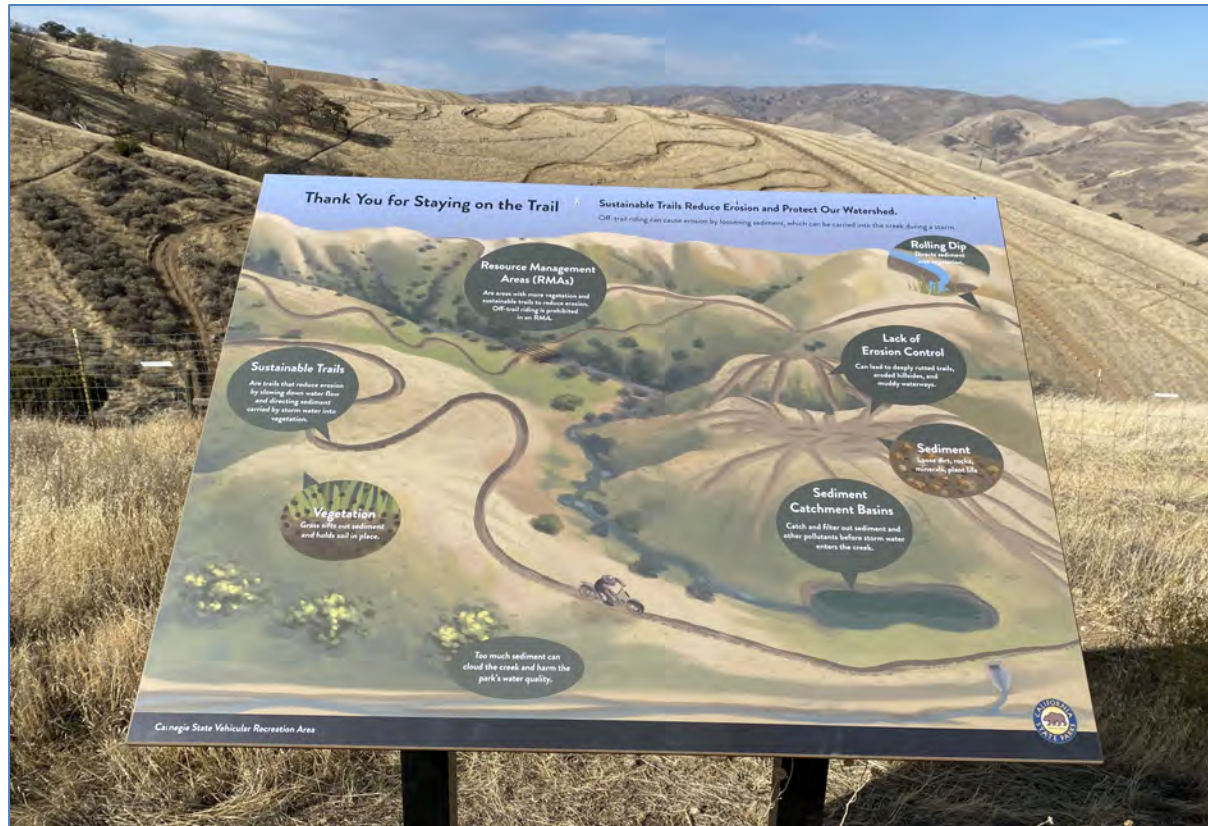 Thank You for Staying on the Trail
Sustainable Trails Reduce Erosion and Protect Our Watershed.
Off-trail riding can cause erosion by loosening sediment, which can be carried into the creek during a storm.
Rolling Dip
Directs sediment
into vegetation.
Resource Management
Areas (RMAs)
Are areas with more vegetation and
sustainable trails to reduce erosion.
Off-trail riding is prohibited
in an RMA.
Lack of
Erosion Control
Can lead to deeply rutted trails,
eroded hillsides, and
muddy waterways.
Sustainable Trails
Are trails that reduce erosion
by slowing down water flow
and directing sediment
carried by storm water into
vegetation.
Sediment
Loose dirt, rocks,
minerals, plant life
Vegetation
Grass sifts out sediment
and holds soil in place.
Sediment
Catchment Basins
Catch and filter out sediment and
other pollutants before storm water
enters the creek.
Too much sediment can
cloud the creek and harm the
park's water quality.
Carnegie State Vehicular Recreation Area
CALIFORNIA
STATE PARKS